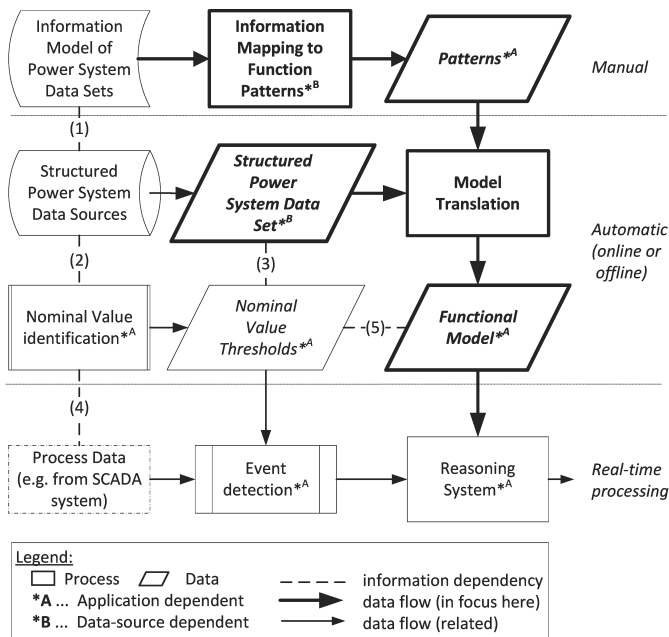 Information
Model of
Power System
Data Sets
Information
Mapping to
Function
Patterns*B
Patterns*A
Manual
(1)
Structured
Power System
Data Sources
Structured
Power
System Data
Set*B
Model
Translation
Automatic
(online or
offline)
(2)
(3)
Nominal Value
identification*A
Nominal
Value
Thresholds*A
(5)
Functional
Model*A
(4)
Process Data
(e.g. from SCADA
system)
Event
detection*A
Reasoning
System*A
Real-time
processing
Legend:
Process
Data
information dependency
*A ... Application dependent
data flow (in focus here)
*B ... Data-source dependent
data flow (related)